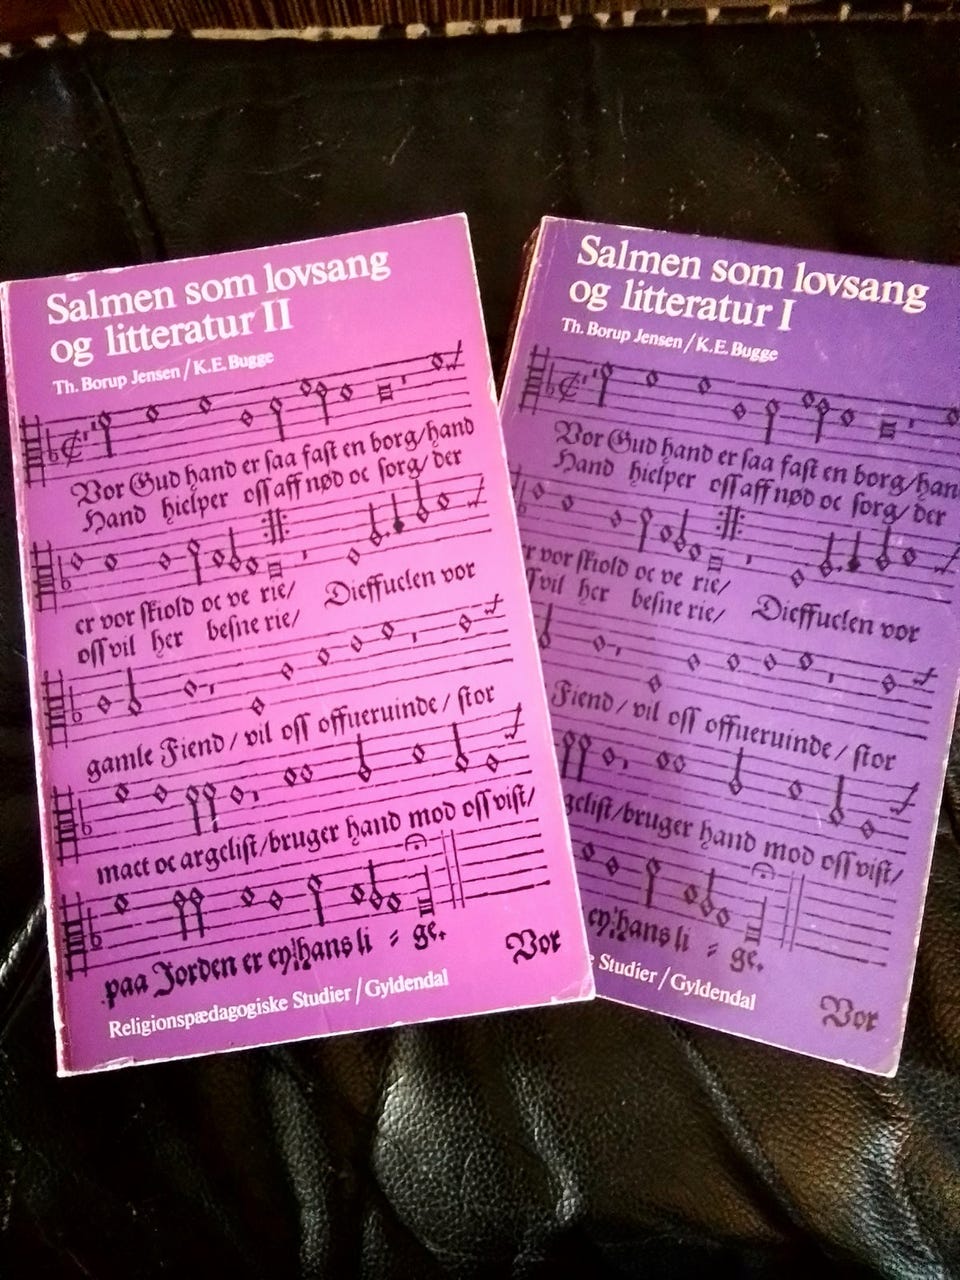 Salmen som lovsang
og litteratur II
Th. Borup Jensen/K.E. Bugge
Vor Gud hand er saa fast en borg/hand
Hand hielper oss aff nød oc sorg/der
er vor skiold oc ve rie/
oss vil her besne rie/ Dieffuelen vor
gamle Fiend/vil oss offueruinde/stor
mact oc argelist/bruger hand mod oss vist/
paa Jorden er ey hans li = ge.
Vor
Religionspædagogiske Studier/Gyldendal
Salmen som lovsang
og litteratur I
Th. Borup Jensen/K.E. Bugge
Vor Gud hand er saa fast en borg/han
Hand hielper oss aff nød oc sorg/der
r vor skiold oc ve rie/
ss vil her besne rie/ Dieffuelen vor
Fiend/vil oss offueruinde/stor
gelist/bruger hand mod oss vist/
ey hans li = ge.
Vor
e Studier/Gyldendal